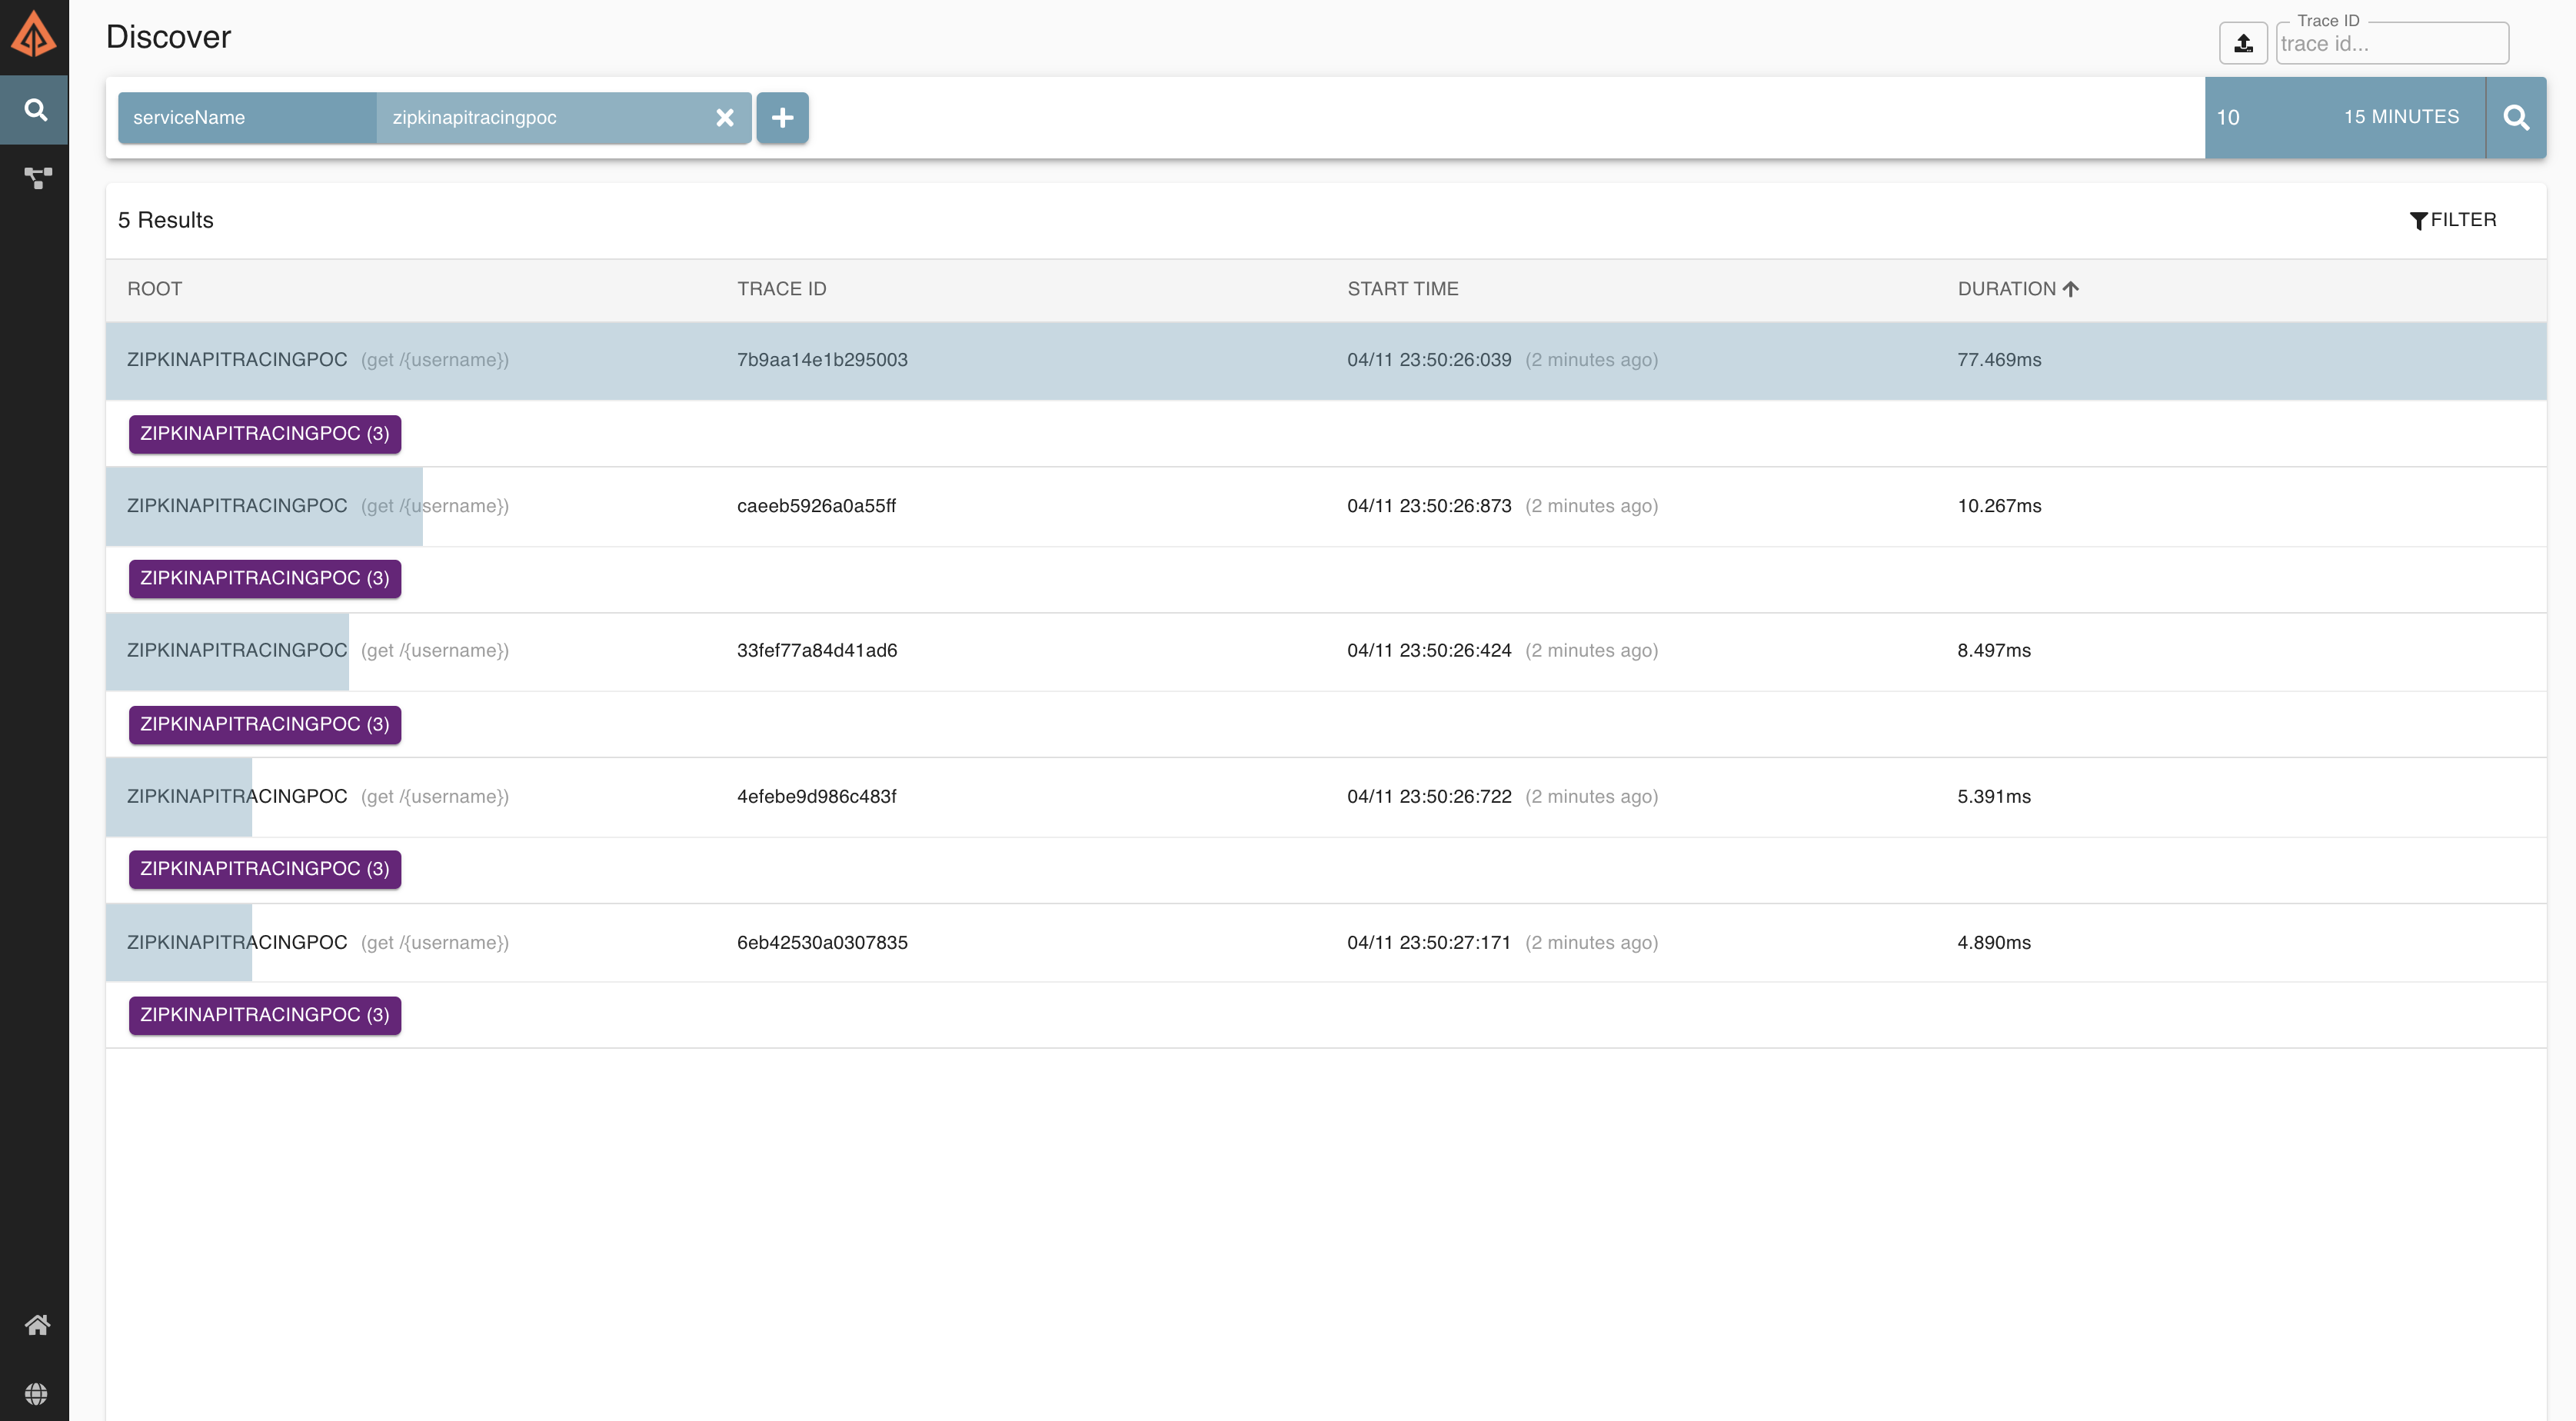 Discover
Trace ID
trace id...
serviceName zipkinapitracingpoc
10 15 MINUTES
5 Results
FILTER
ROOT TRACE ID START TIME DURATION
ZIPKINAPITRACINGPOC (get /{username}) 7b9aa14e1b295003 04/11 23:50:26:039 (2 minutes ago) 77.469ms
ZIPKINAPITRACINGPOC (3)
ZIPKINAPITRACINGPOC (get /{username}) caeeb5926a0a55ff 04/11 23:50:26:873 (2 minutes ago) 10.267ms
ZIPKINAPITRACINGPOC (3)
ZIPKINAPITRACINGPOC (get /{username}) 33fef77a84d41ad6 04/11 23:50:26:424 (2 minutes ago) 8.497ms
ZIPKINAPITRACINGPOC (3)
ZIPKINAPITRACINGPOC (get /{username}) 4efebe9d986c483f 04/11 23:50:26:722 (2 minutes ago) 5.391ms
ZIPKINAPITRACINGPOC (3)
ZIPKINAPITRACINGPOC (get /{username}) 6eb42530a0307835 04/11 23:50:27:171 (2 minutes ago) 4.890ms
ZIPKINAPITRACINGPOC (3)